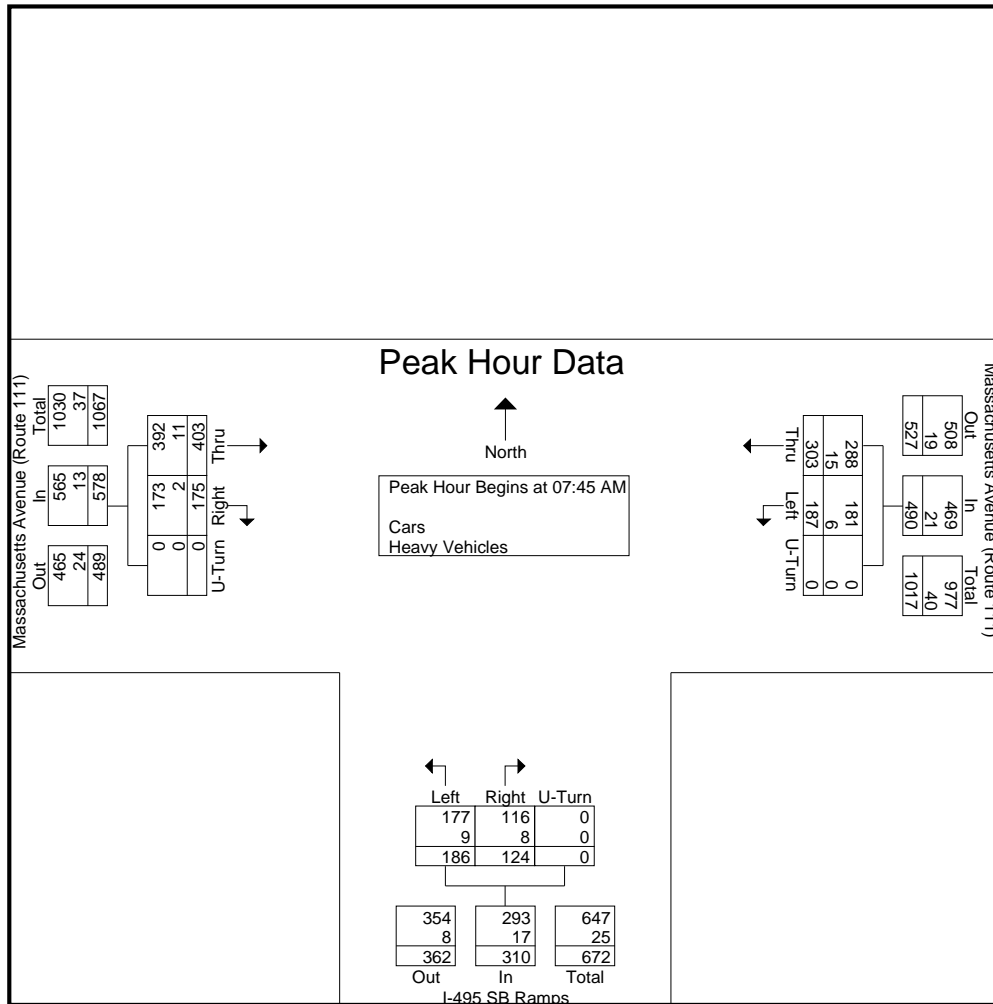 Peak Hour Data
North
Peak Hour Begins at 07:45 AM
Cars
Heavy Vehicles
Massachusetts Avenue (Route 111)
Total
1030
37
1067
In
565
13
578
Out
465
24
489
Thru
392
11
403
Right
173
2
175
U-Turn
0
0
0
Massachusetts Avenue (Route 111)
Out
508
19
527
In
469
21
490
Total
977
40
1017
Thru
288
15
303
Left
181
6
187
U-Turn
0
0
0
Left Right U-Turn
177 116 0
9 8 0
186 124 0
354 293 647
8 17 25
362 310 672
Out In Total
I-495 SB Ramps